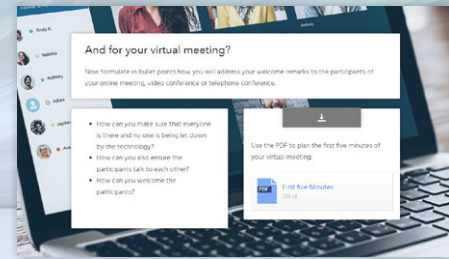 Emily K.
Isabella
Anthony
Adrian
And for your virtual meeting?
Now formulate in bullet points how you will address your welcome remarks to the participants of
your online meeting, video conference or telephone conference.
• How can you make sure that everyone
is there and no one is being let down
by the technology?
• How can you also ensure the
participants talk to each other?
• How can you welcome the
participants?
Use the PDF to plan the first five minutes of
your virtual meeting.
PDF
First five Minutes